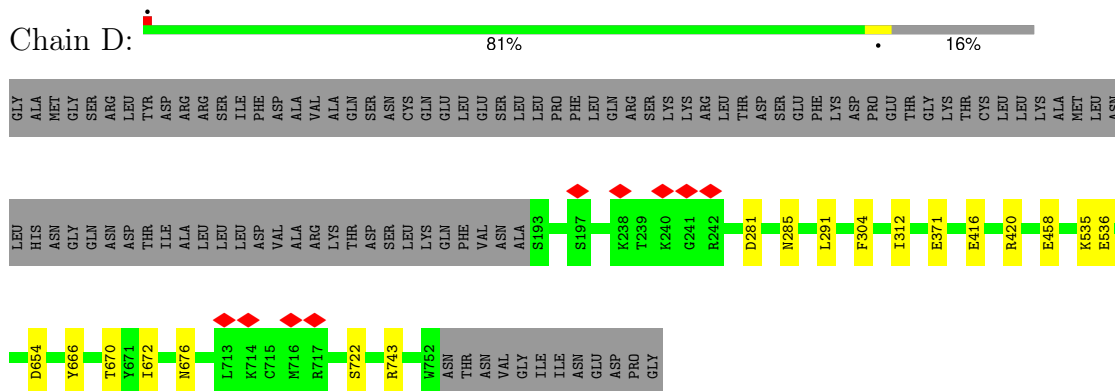 Chain D:
81% 16%
GLY ALA MET GLY SER ARG LEU TYR ASP ARG ARG SER ILE PHE ASP ALA VAL ALA GLN SER ASN CYS GLN GLU LEU GLU SER LEU LEU PRO PHE LEU GLN ARG SER LYS LYS ARG LEU THR ASP SER GLU PHE LYS ASP PRO GLU THR GLY LYS THR CYS LEU LEU LYS ALA MET LEU ASN
LEU HIS ASN GLY GLN ASN ASP THR ILE ALA LEU LEU LEU ASP VAL ALA ARG LYS THR ASP SER LEU LYS GLN PHE VAL ASN ALA S193 S197 K238 T239 K240 G241 R242 D281 N285 L291 F304 I312 E371 E416 R420 E458 K535 E536
D654 Y666 T670 Y671 I672 N676 L713 K714 C715 M716 R717 S722 R743 W752 ASN THR ASN VAL GLY ILE ILE ASN GLU ASP PRO GLY